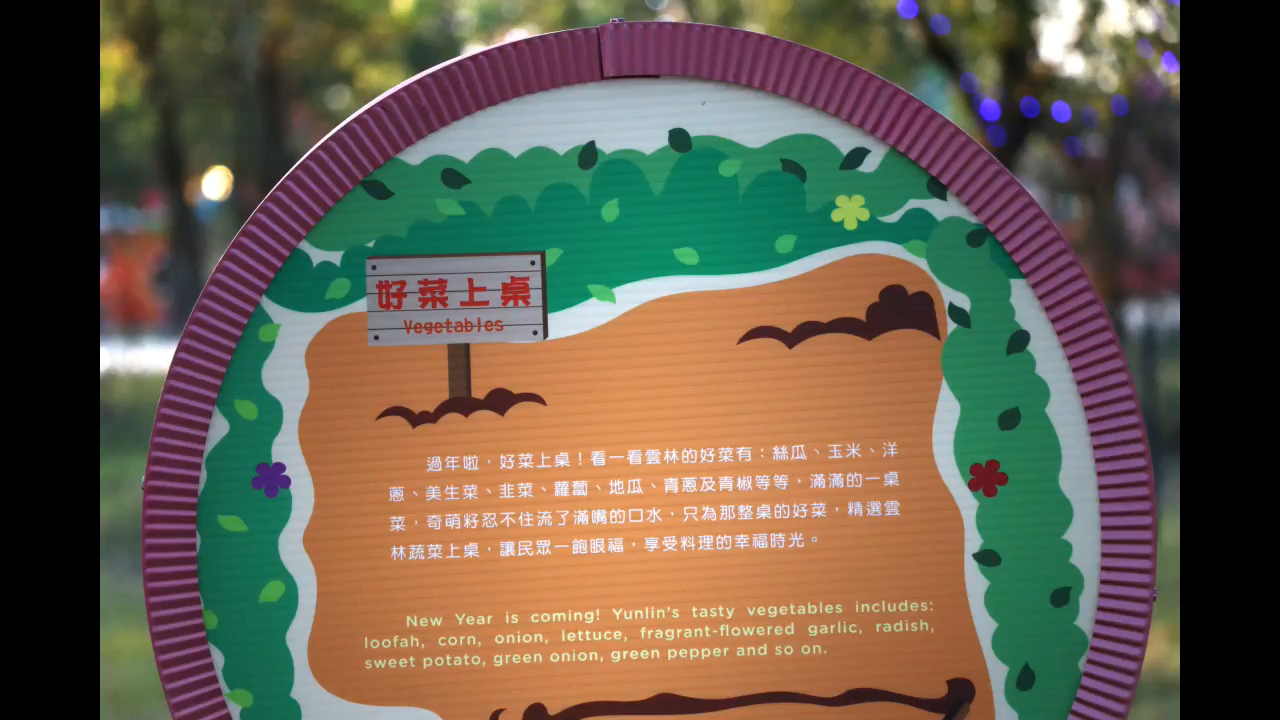 好菜上桌
Vegetables
過年啦，好菜上桌！看一看雲林的好菜有：絲瓜、玉米、洋
蔥、美生菜、韭菜、蘿蔔、地瓜、青蔥及青椒等等，滿滿的一桌
菜，奇萌籽忍不住流了滿嘴的口水，只為那整桌的好菜，精選雲
林蔬菜上桌，讓民眾一飽眼福，享受料理的幸福時光。
New Year is coming! Yunlin's tasty vegetables includes:
loofah, corn, onion, lettuce, fragrant-flowered garlic, radish,
sweet potato, green onion, green pepper and so on.